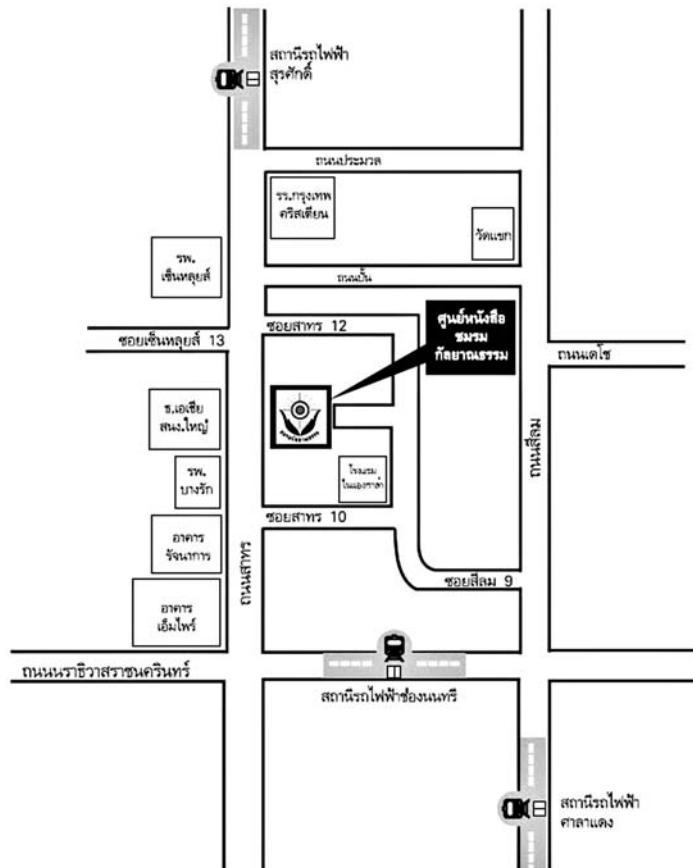 สถานีรถไฟฟ้า
สุรศักดิ์
ถนนประมวล
รร.กรุงเทพ
คริสเตียน
วัดแขก
รพ.
เซ็นหลุยส์
ถนนปั้น
ศูนย์หนังสือ
ชมรม
กัลยาณธรรม
ซอยสาทร 12
ซอยเซ็นหลุยส์ 13
ถนนเดโช
ธ.เอเชีย
สนง.ใหญ่
ถนนสีลม
รพ.
บางรัก
โรงแรม
ซอยสาทร 10
อาคาร
รัจนาการ
ถนนสาทร
ซอยสีลม 9
อาคาร
เอ็มไพร์
ถนนนราธิวาสราชนครินทร์
สถานีรถไฟฟ้าช่องนนทรี
สถานีรถไฟฟ้า
ศาลาแดง